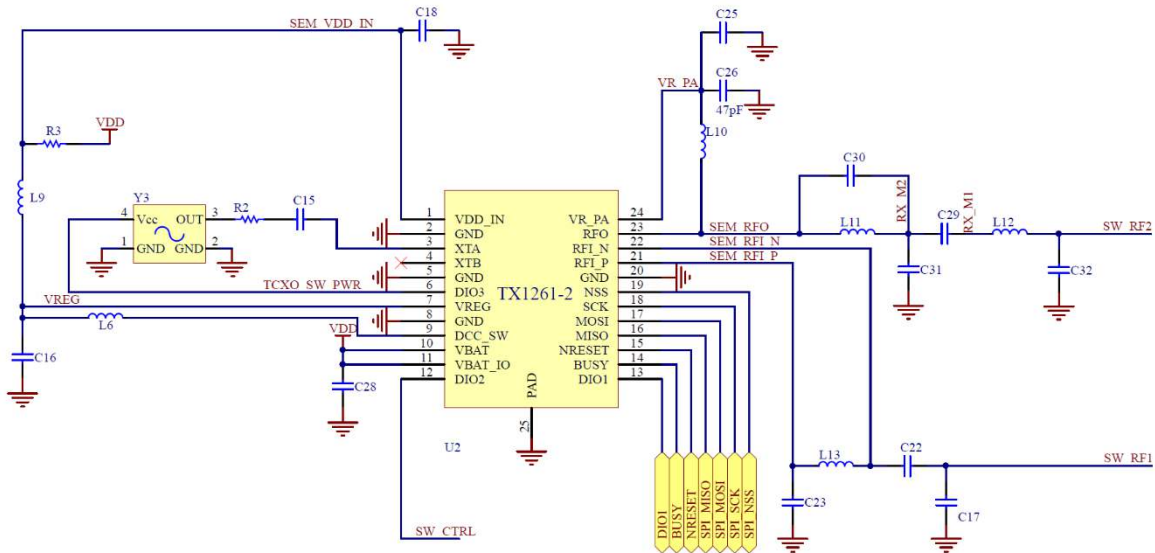 C18
SEM_VDD_IN
C25
VR_PA
C26
47pF
R3
VDD
L10
C30
L9
Y3
4 Vcc OUT 3
1 GND GND 2
R2
C15
RX_M2
C29
RX_M1
L12
L11
SW_RF2
C31
C32
1 VDD_IN VR_PA 24
2 GND RFO 23 SEM_RFO
3 XTA RFI_N 22 SEM_RFI_N
4 XTB RFI_P 21 SEM_RFI_P
5 GND GND 20
TCXO_SW_PWR 6 DIO3 NSS 19
TX1261-2
VREG 7 VREG SCK 18
8 GND MOSI 17
L6
9 DCC_SW MISO 16
VDD
10 VBAT NRESET 15
11 VBAT_IO BUSY 14
12 DIO2 DIO1 13
C16
C28
PAD
25
U2
DIO1
BUSY
NRESET
SPI_MISO
SPI_MOSI
SPI_SCK
SPI_NSS
L13
C22
SW_RF1
C23
C17
SW_CTRL